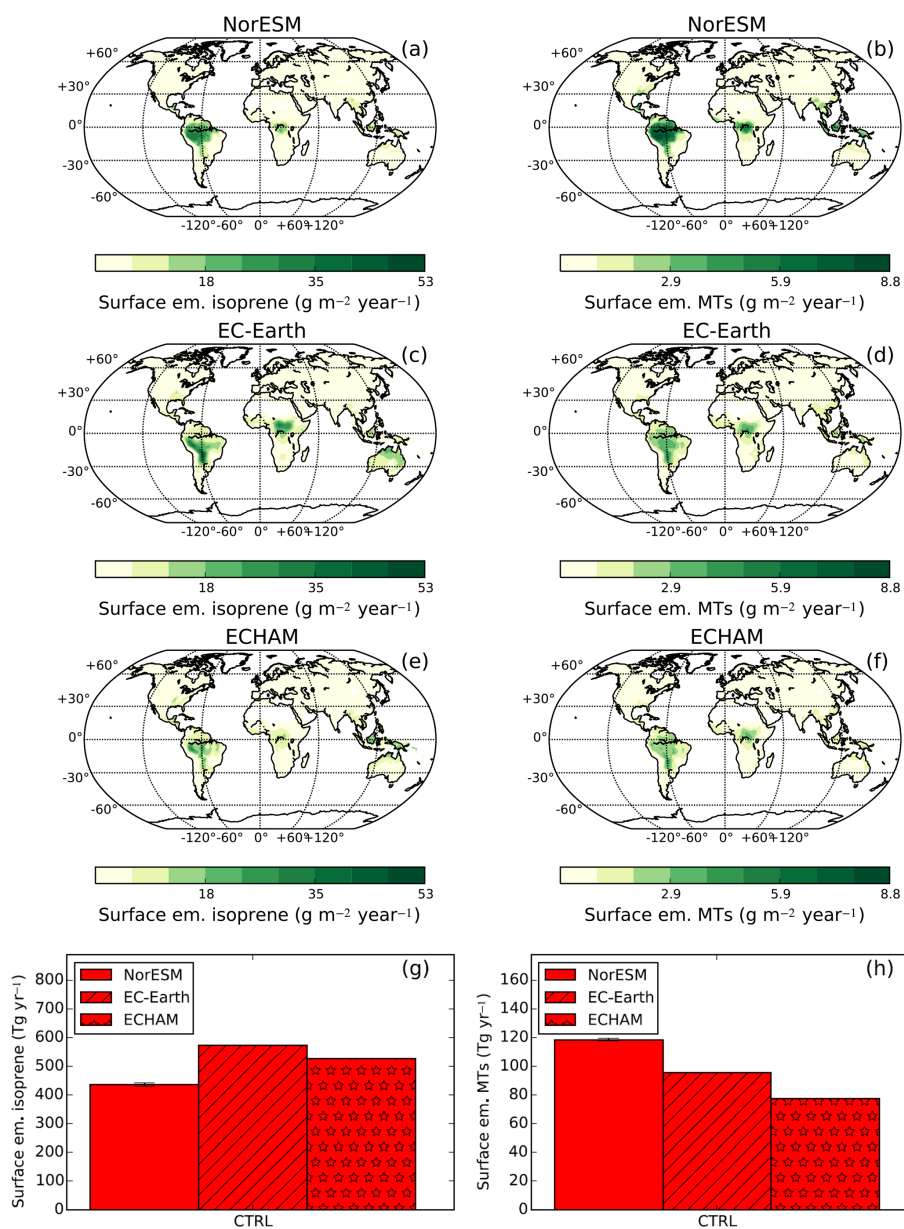 NorESM
(a)
+60°
+30°
0°
-30°
-60°
-120°-60° 0° +60°+120°
18 35 53
Surface em. isoprene (g m⁻² year⁻¹)
NorESM
(b)
+60°
+30°
0°
-30°
-60°
-120°-60° 0° +60°+120°
2.9 5.9 8.8
Surface em. MTs (g m⁻² year⁻¹)
EC-Earth
(c)
+60°
+30°
0°
-30°
-60°
-120°-60° 0° +60°+120°
18 35 53
Surface em. isoprene (g m⁻² year⁻¹)
EC-Earth
(d)
+60°
+30°
0°
-30°
-60°
-120°-60° 0° +60°+120°
2.9 5.9 8.8
Surface em. MTs (g m⁻² year⁻¹)
ECHAM
(e)
+60°
+30°
0°
-30°
-60°
-120°-60° 0° +60°+120°
18 35 53
Surface em. isoprene (g m⁻² year⁻¹)
ECHAM
(f)
+60°
+30°
0°
-30°
-60°
-120°-60° 0° +60°+120°
2.9 5.9 8.8
Surface em. MTs (g m⁻² year⁻¹)
(g)
Surface em. isoprene (Tg yr⁻¹)
800
700
600
500
400
300
200
100
0
NorESM
EC-Earth
ECHAM
CTRL
(h)
Surface em. MTs (Tg yr⁻¹)
160
140
120
100
80
60
40
20
0
NorESM
EC-Earth
ECHAM
CTRL